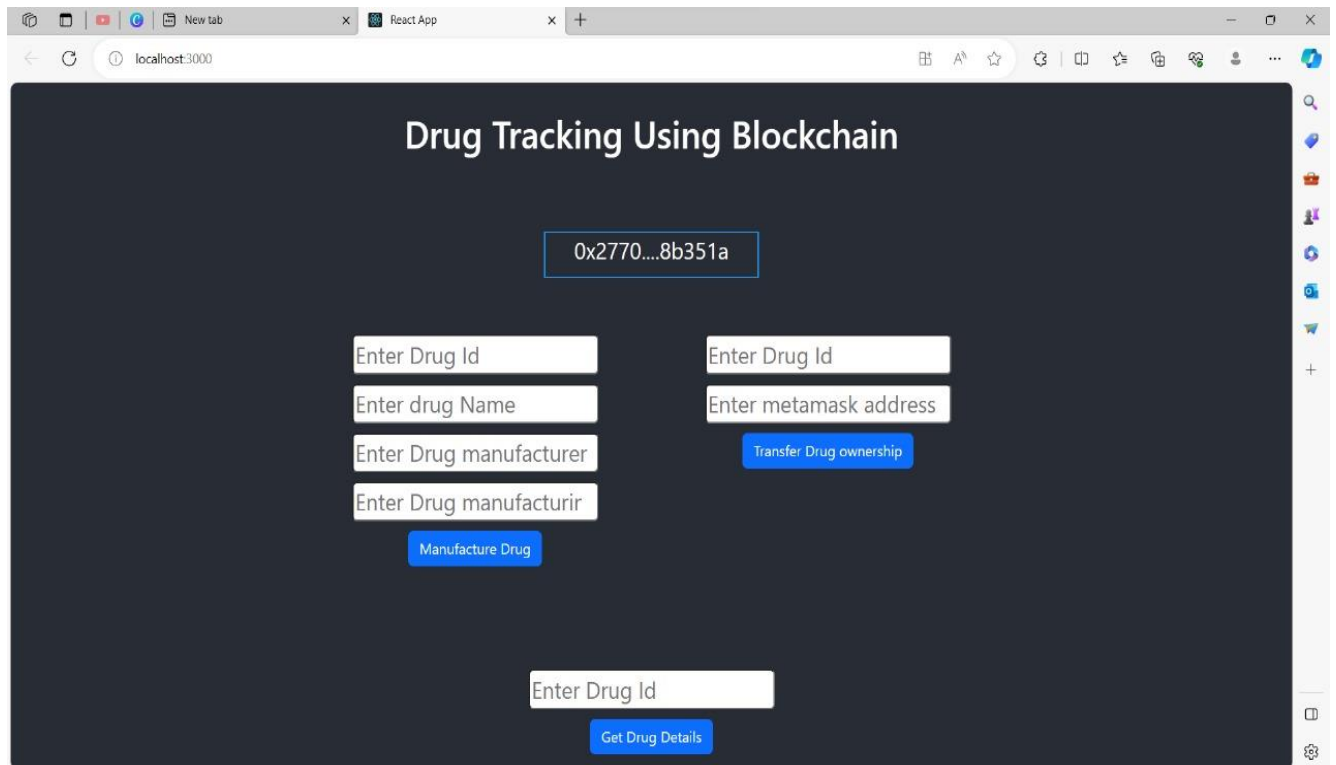 New tab
React App
localhost:3000
Drug Tracking Using Blockchain
0x2770....8b351a
Enter Drug Id
Enter drug Name
Enter Drug manufacturer
Enter Drug manufacturir
Manufacture Drug
Enter Drug Id
Enter metamask address
Transfer Drug ownership
Enter Drug Id
Get Drug Details